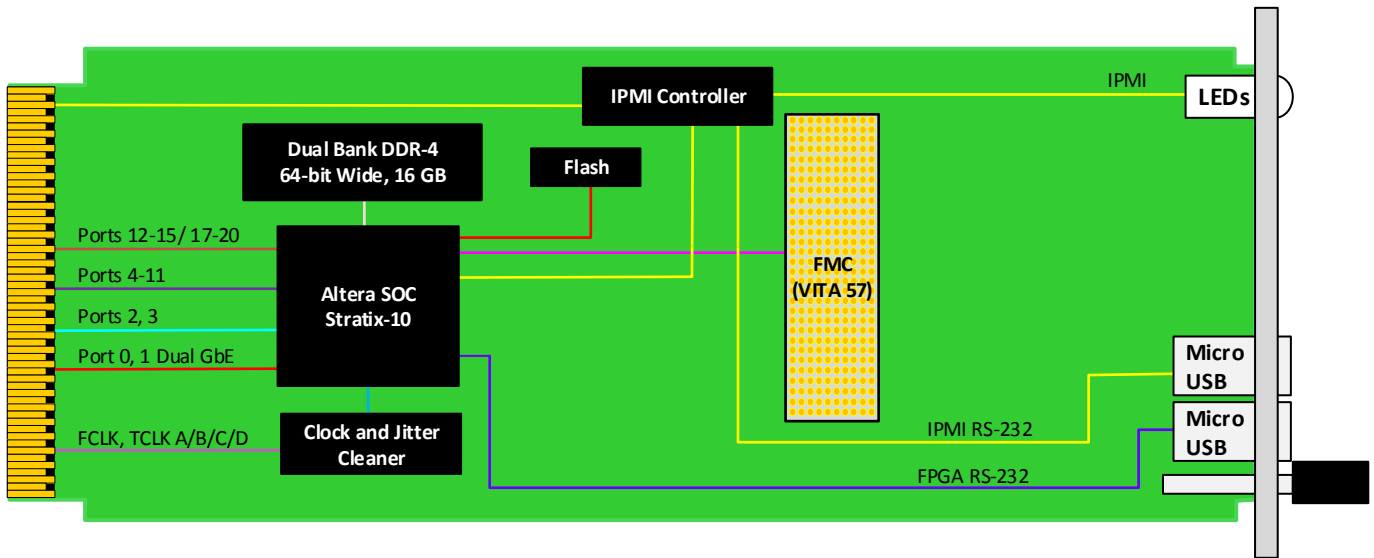 IPMI Controller
IPMI
LEDs
Dual Bank DDR-4
64-bit Wide, 16 GB
Flash
Ports 12-15/ 17-20
Ports 4-11
Ports 2, 3
Port 0, 1 Dual GbE
Altera SOC
Stratix-10
FMC
(VITA 57)
Micro
USB
Micro
USB
FCLK, TCLK A/B/C/D
Clock and Jitter
Cleaner
IPMI RS-232
FPGA RS-232